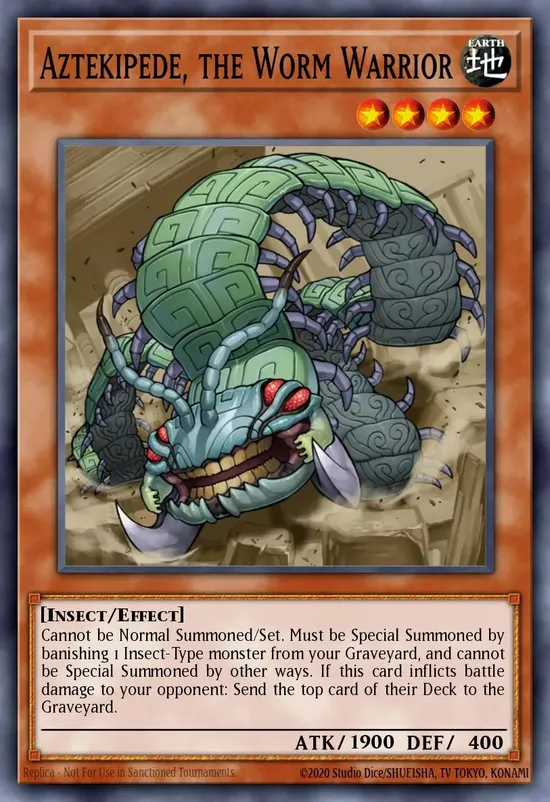 AZTEKIPEDE, THE WORM WARRIOR
EARTH
地
[INSECT/EFFECT]
Cannot be Normal Summoned/Set. Must be Special Summoned by
banishing 1 Insect-Type monster from your Graveyard, and cannot
be Special Summoned by other ways. If this card inflicts battle
damage to your opponent: Send the top card of their Deck to the
Graveyard.
ATK/ 1900 DEF/ 400
Replica - Not For Use in Sanctioned Tournaments
©2020 Studio Dice/SHUEISHA, TV TOKYO, KONAMI